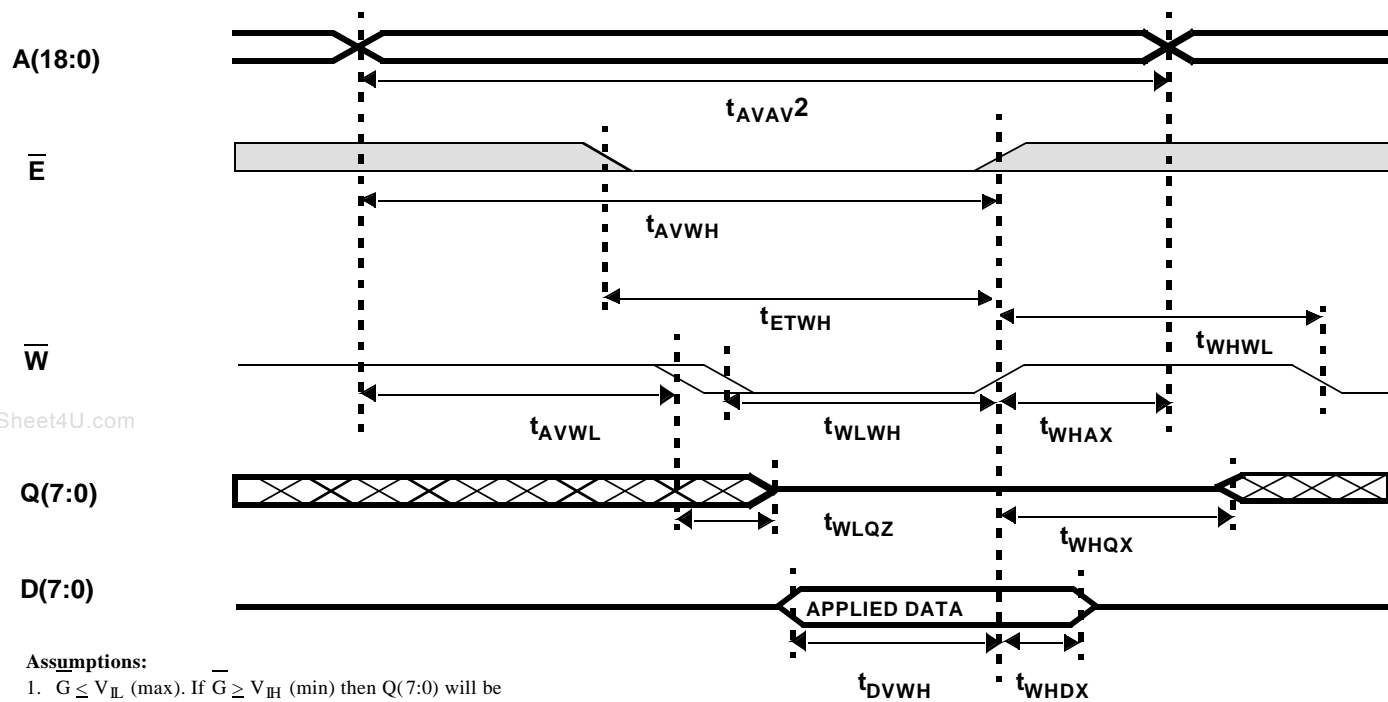 A(18:0)
tAVAV2
E
tAVWH
tETWH
W
tWHWL
Sheet4U.com
tAVWL
tWLWH
tWHAX
Q(7:0)
tWLQZ
tWHQX
D(7:0)
APPLIED DATA
tDVWH
tWHDX
Assumptions:
1. G ≤ VIL (max). If G ≥ VIH (min) then Q(7:0) will be